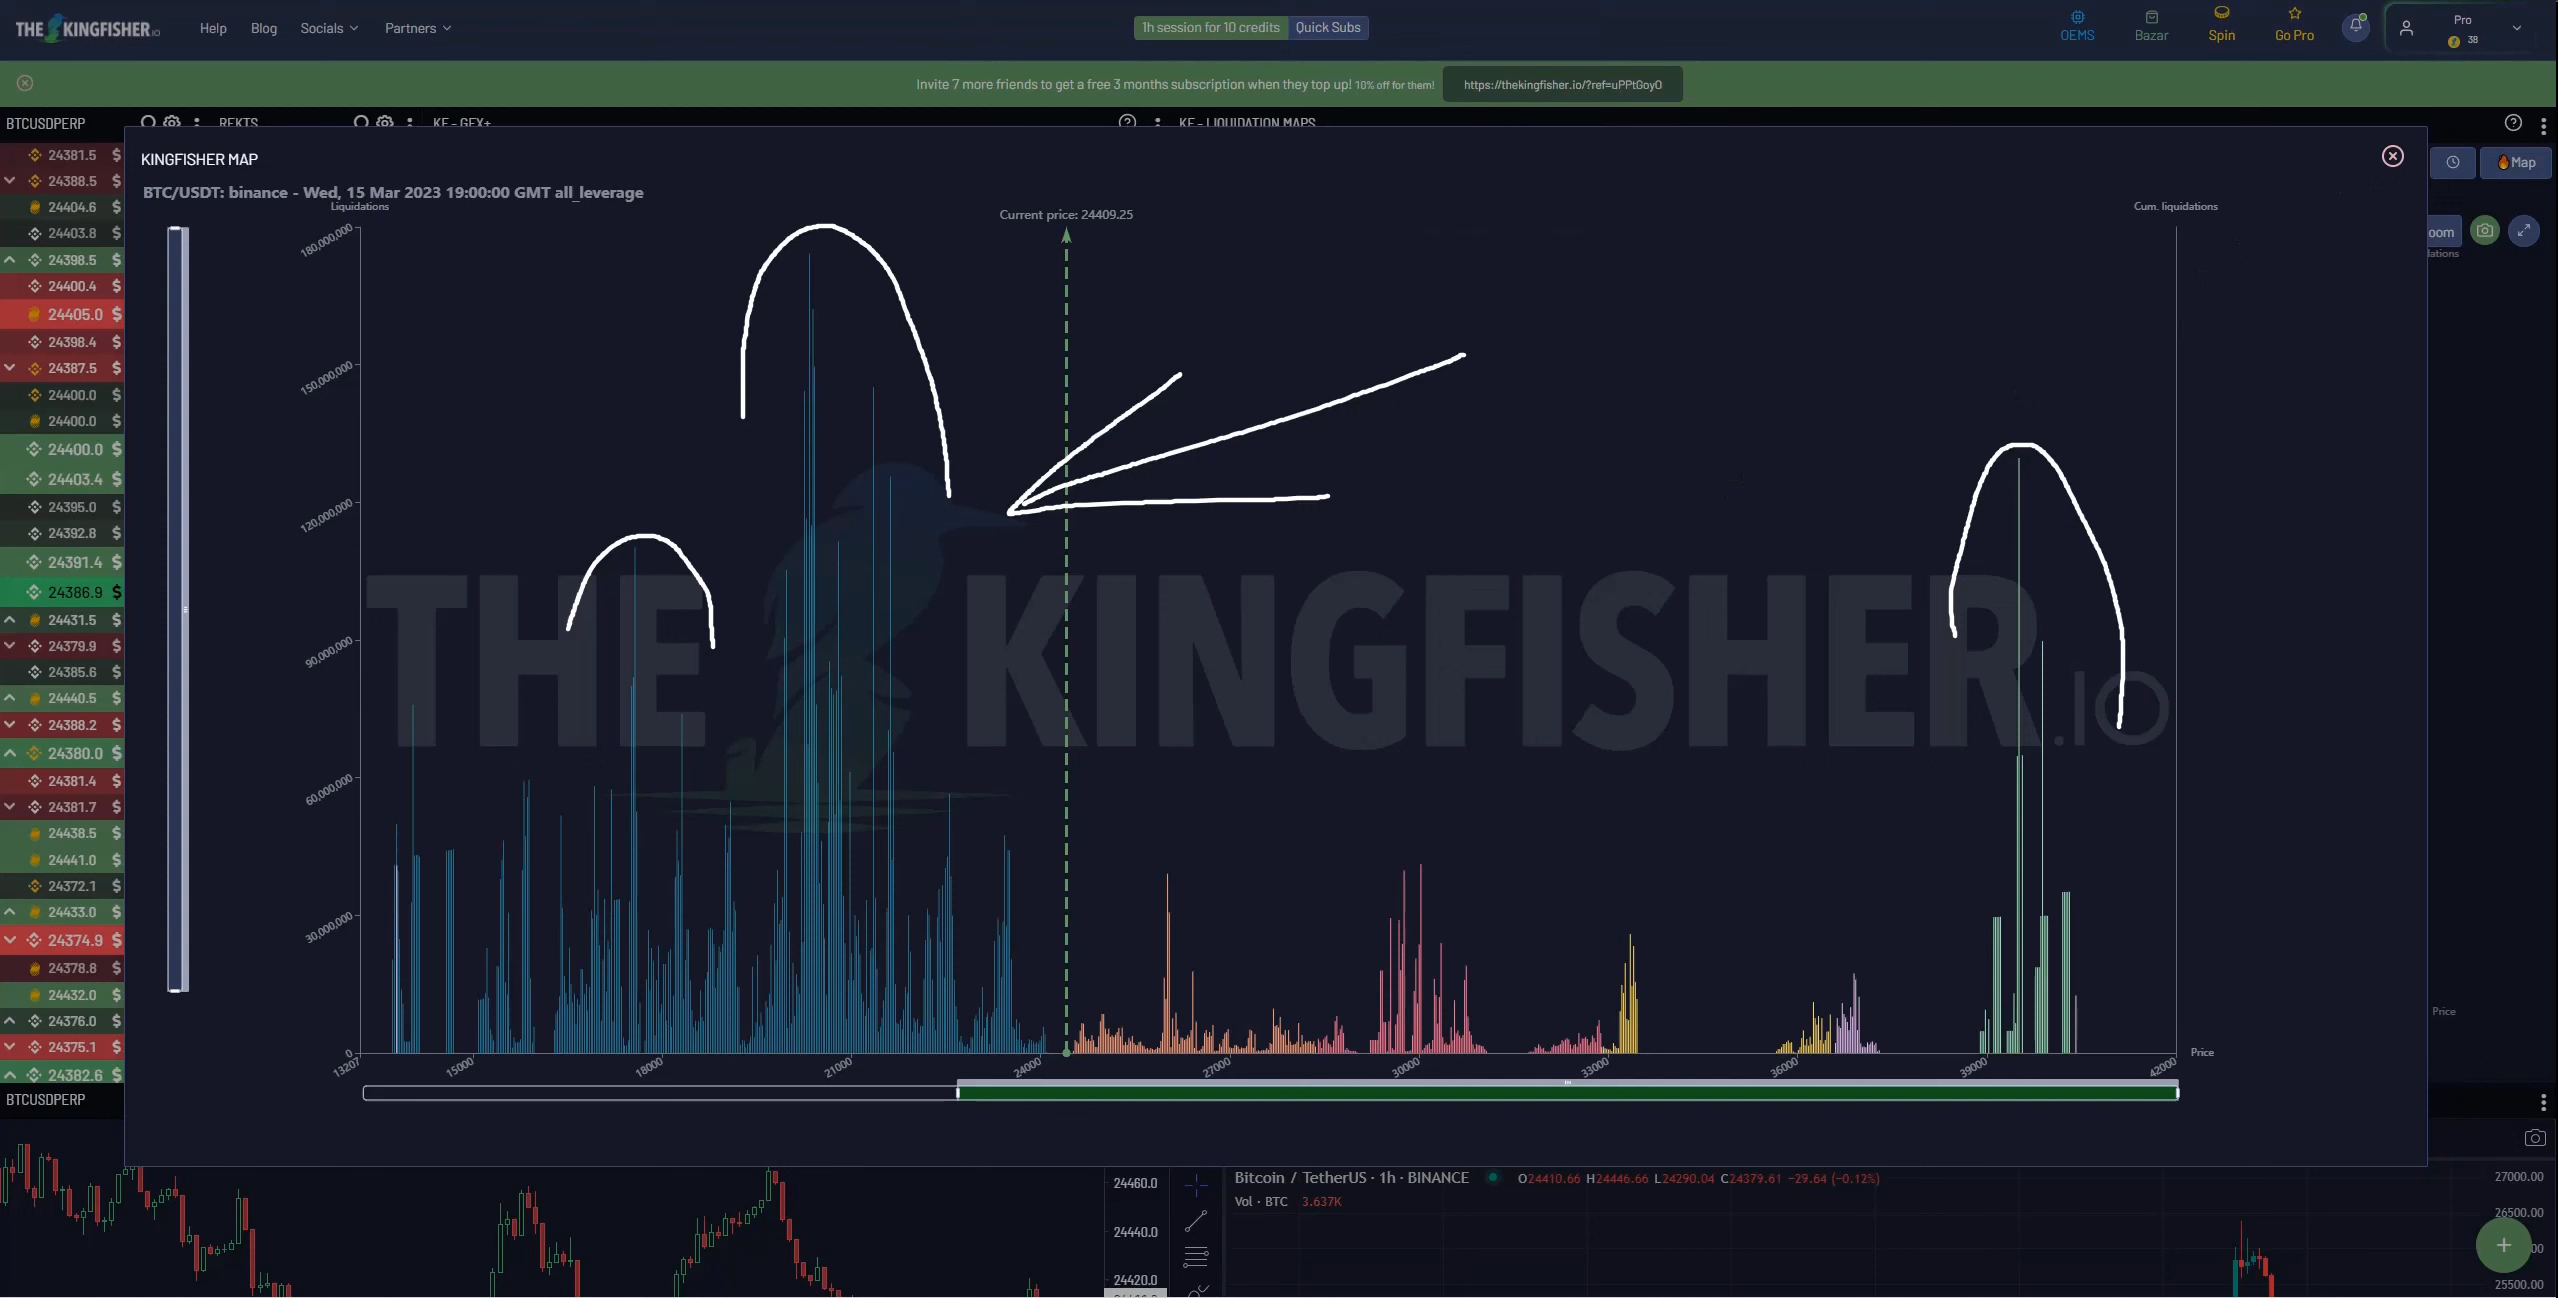 THE KINGFISHER.IO
Help Blog Socials Partners
1h session for 10 credits Quick Subs
OEMS Bazar Spin Go Pro Pro 38
Invite 7 more friends to get a free 3 months subscription when they top up! 10% off for them! https://thekingfisher.io/?ref=uPPtGoyO
BTCUSDPERP REKTS KF - GEX+ KF - LIQUIDATION MAPS
KINGFISHER MAP
Map
BTC/USDT: binance - Wed, 15 Mar 2023 19:00:00 GMT all_leverage
Liquidations
Current price: 24409.25
Cum. liquidations
oom
lations
24381.5 $
24388.5 $
24404.6 $
24403.8 $
24398.5 $
24400.4 $
24405.0 $
24398.4 $
24387.5 $
24400.0 $
24400.0 $
24400.0 $
24403.4 $
24395.0 $
24392.8 $
24391.4 $
24386.9 $
24431.5 $
24379.9 $
24385.6 $
24440.5 $
24388.2 $
24380.0 $
24381.4 $
24381.7 $
24438.5 $
24441.0 $
24372.1 $
24433.0 $
24374.9 $
24378.8 $
24432.0 $
24376.0 $
24375.1 $
24382.6 $
180,000,000
150,000,000
120,000,000
90,000,000
60,000,000
30,000,000
0
THE KINGFISHER.IO
13207 15000 18000 21000 24000 27000 30000 33000 36000 39000 42000
Price
Price
BTCUSDPERP
24460.0
24440.0
24420.0
Bitcoin / TetherUS · 1h · BINANCE O24410.66 H24446.66 L24290.04 C24379.61 −29.64 (−0.12%)
Vol · BTC 3.637K
27000.00
26500.00
25500.00